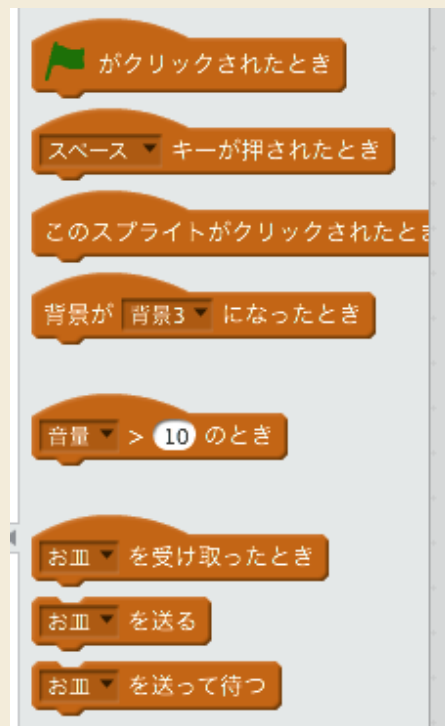 がクリックされたとき
スペース キーが押されたとき
このスプライトがクリックされたとき
背景が 背景3 になったとき
音量 > 10 のとき
お皿 を受け取ったとき
お皿 を送る
お皿 を送って待つ